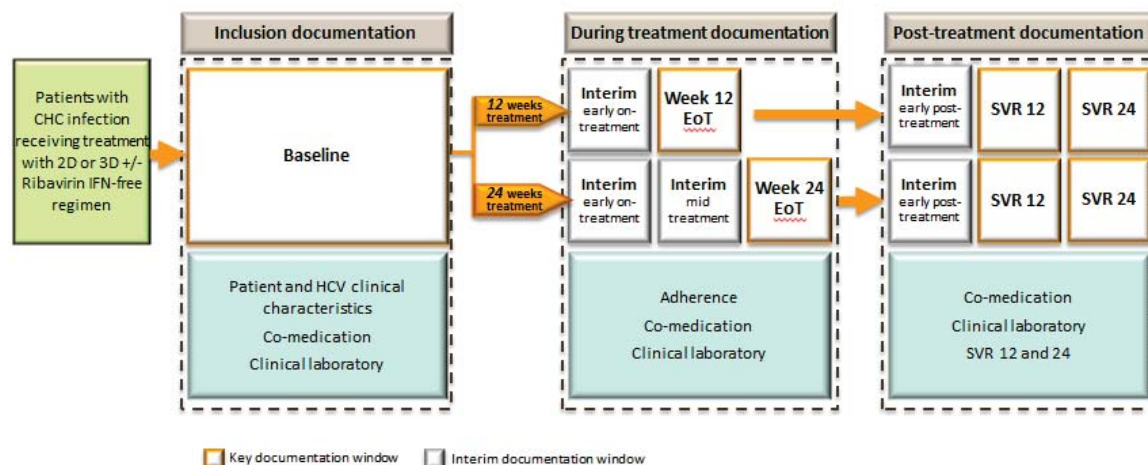 Inclusion documentation
During treatment documentation
Post-treatment documentation
Patients with
CHC infection
receiving treatment
with 2D or 3D +/-
Ribavirin IFN-free
regimen
Baseline
12 weeks
treatment
24 weeks
treatment
Interim
early on-
treatment
Week 12
EoT
Interim
early on-
treatment
Interim
mid
treatment
Week 24
EoT
Interim
early post-
treatment
SVR 12
SVR 24
Interim
early post-
treatment
SVR 12
SVR 24
Patient and HCV clinical
characteristics
Co-medication
Clinical laboratory
Adherence
Co-medication
Clinical laboratory
Co-medication
Clinical laboratory
SVR 12 and 24
Key documentation window
Interim documentation window